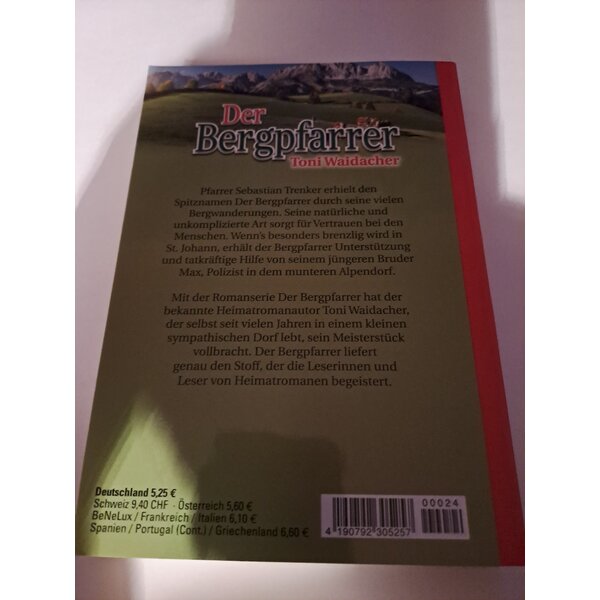 Der
Bergpfarrer
Toni Waidacher
Pfarrer Sebastian Trenker erhielt den
Spitznamen Der Bergpfarrer durch seine vielen
Bergwanderungen. Seine natürliche und
unkomplizierte Art sorgt für Vertrauen bei den
Menschen. Wenn's besonders brenzlig wird in
St. Johann, erhält der Bergpfarrer Unterstützung
und tatkräftige Hilfe von seinem jüngeren Bruder
Max, Polizist in dem munteren Alpendorf.
Mit der Romanserie Der Bergpfarrer hat der
bekannte Heimatromanautor Toni Waidacher,
der selbst seit vielen Jahren in einem kleinen
sympathischen Dorf lebt, sein Meisterstück
vollbracht. Der Bergpfarrer liefert
genau den Stoff, der die Leserinnen und
Leser von Heimatromanen begeistert.
Deutschland 5,25 €
Schweiz 9,40 CHF · Österreich 5,60 €
BeNeLux / Frankreich / Italien 6,10 €
Spanien / Portugal (Cont.) / Griechenland 6,60 €
00024
4 190792 305257